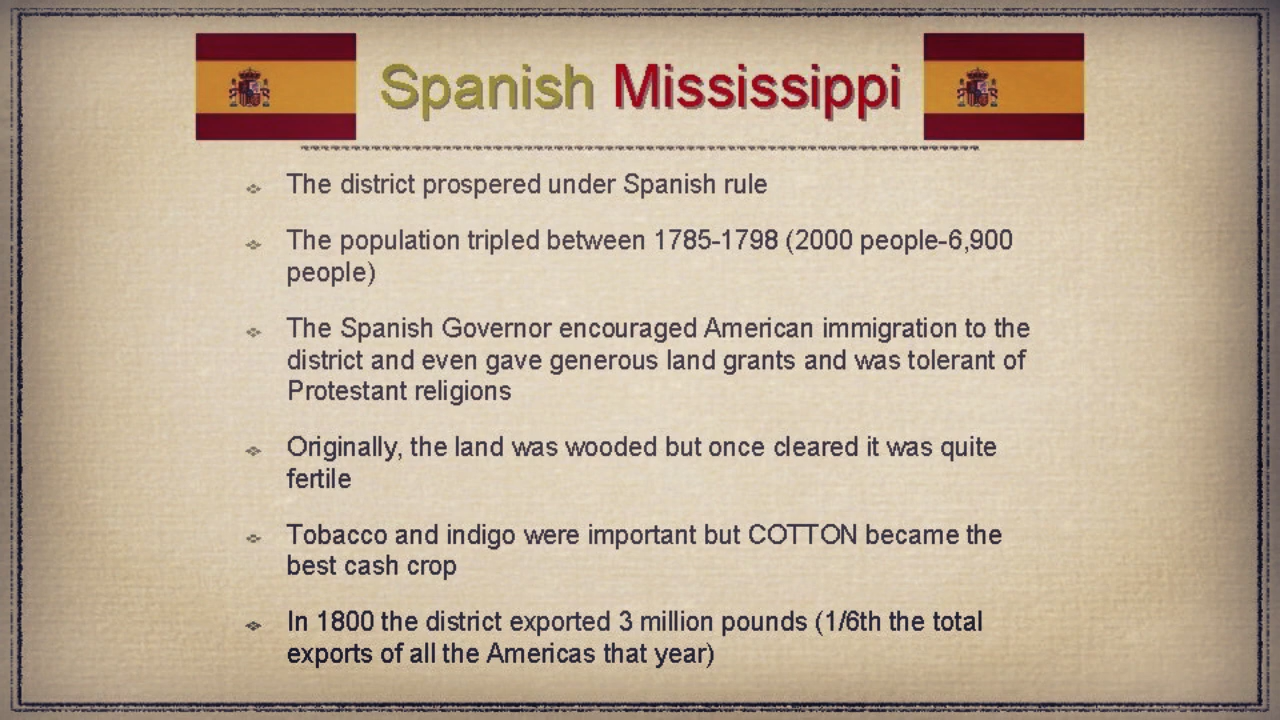 Spanish Mississippi
The district prospered under Spanish rule
The population tripled between 1785-1798 (2000 people-6,900
people)
The Spanish Governor encouraged American immigration to the
district and even gave generous land grants and was tolerant of
Protestant religions
Originally, the land was wooded but once cleared it was quite
fertile
Tobacco and indigo were important but COTTON became the
best cash crop
In 1800 the district exported 3 million pounds (1/6th the total
exports of all the Americas that year)